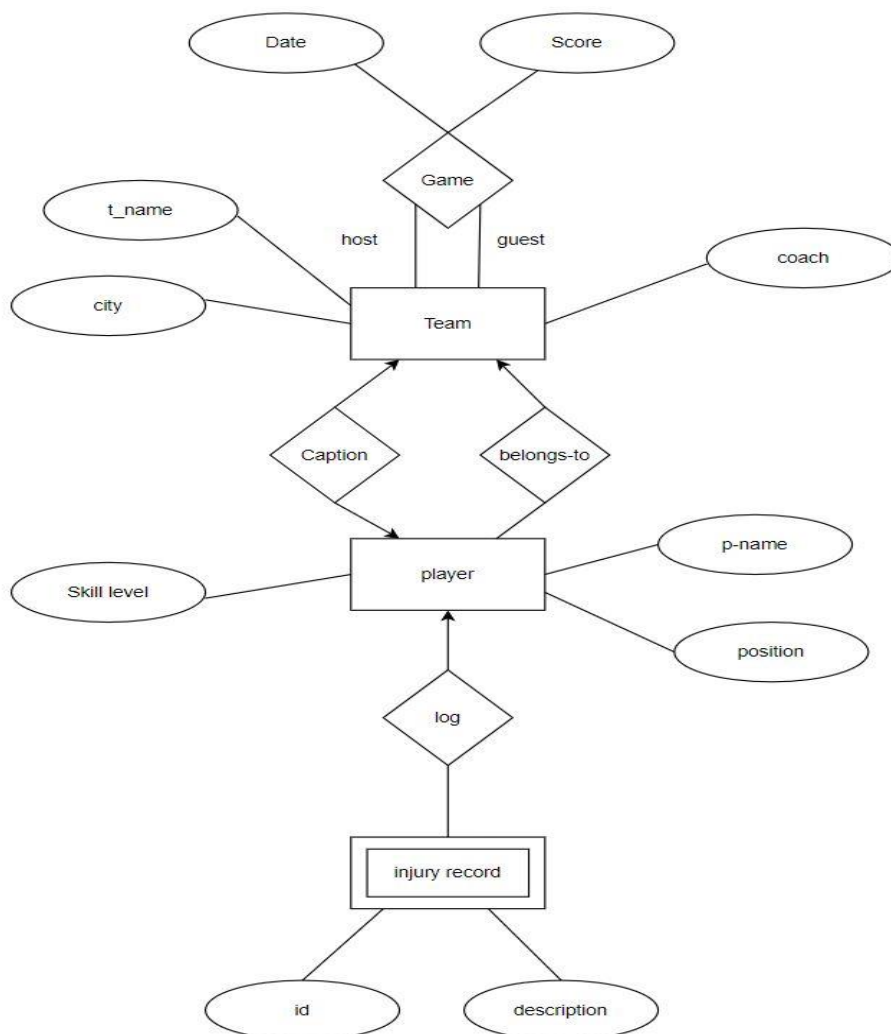 Date
Score
Game
t_name
host
guest
coach
city
Team
Caption
belongs-to
p-name
player
Skill level
position
log
injury record
id
description